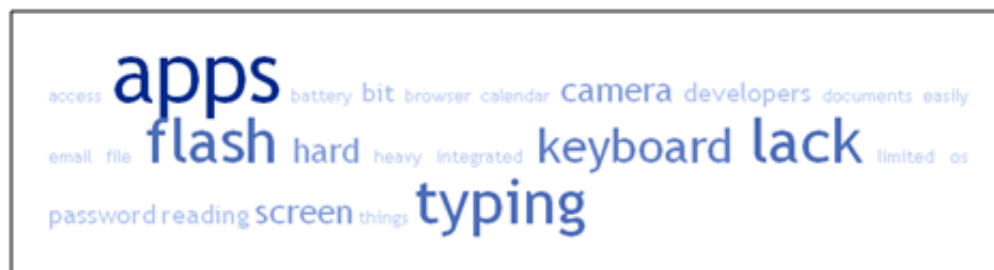 access apps battery bit browser calendar camera developers documents easily
email file flash hard heavy integrated keyboard lack limited os
password reading screen things typing